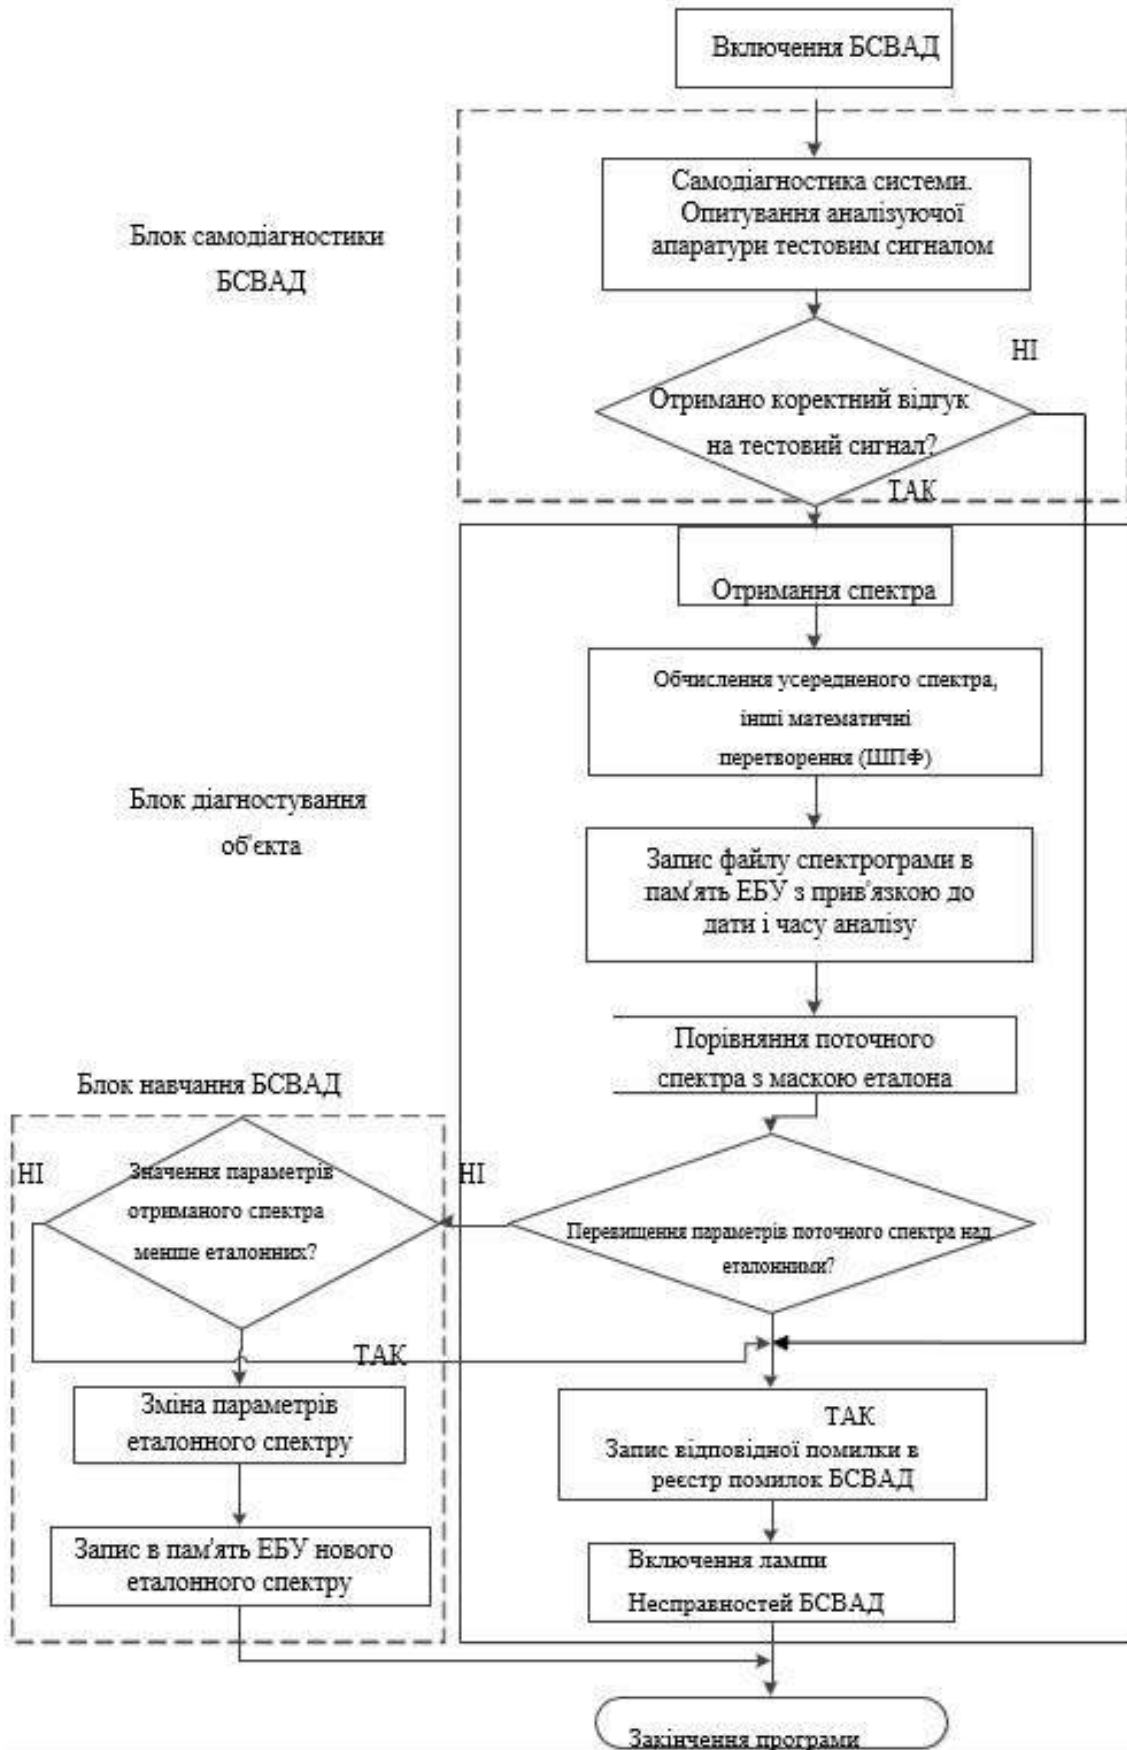 Включення БСВАД
Самодіагностика системи.
Опитування аналізуючої
апаратури тестовим сигналом
Блок самодіагностики
БСВАД
НІ
Отримано коректний відгук
на тестовий сигнал?
ТАК
Отримання спектра
Обчислення усередненого спектра,
інші математичні
перетворення (ШПФ)
Блок діагностування
об'єкта
Запис файлу спектрограми в
пам'ять ЕБУ з прив'язкою до
дати і часу аналізу
Порівняння поточного
спектра з маскою еталона
Блок навчання БСВАД
НІ
Значення параметрів
отриманого спектра
менше еталонних?
НІ
Перевищення параметрів поточного спектра над
еталонними?
ТАК
Зміна параметрів
еталонного спектру
ТАК
Запис відповідної помилки в
реєстр помилок БСВАД
Запис в пам'ять ЕБУ нового
еталонного спектру
Включення лампи
Несправностей БСВАД
Закінчення програми